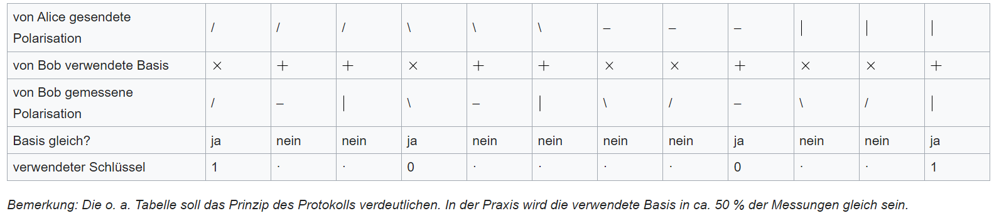 von Alice gesendete
Polarisation / / / \ \ \ – – – | | |
von Bob verwendete Basis × + + × + + × × + × × +
von Bob gemessene
Polarisation / – | \ – | \ / – \ / |
Basis gleich? ja nein nein ja nein nein nein nein ja nein nein ja
verwendeter Schlüssel 1 · · 0 · · · · 0 · · 1
Bemerkung: Die o. a. Tabelle soll das Prinzip des Protokolls verdeutlichen. In der Praxis wird die verwendete Basis in ca. 50 % der Messungen gleich sein.